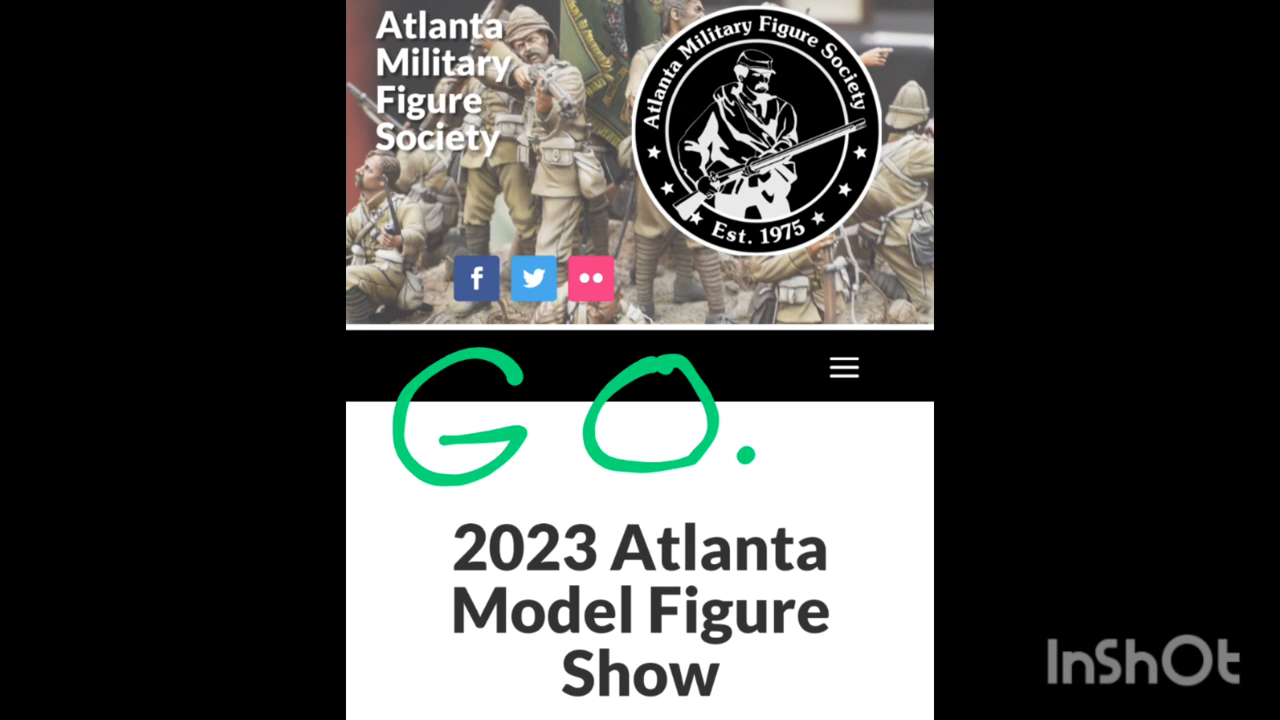 Atlanta
Military
Figure
Society
Atlanta Military Figure Society
Est. 1975
f
GO.
2023 Atlanta
Model Figure
Show
InShOt